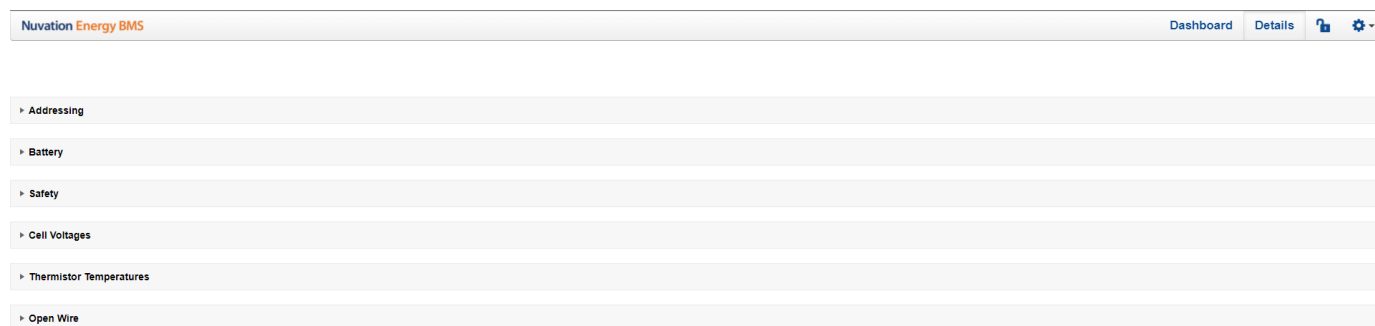 Nuvation Energy BMS
Dashboard Details
Addressing
Battery
Safety
Cell Voltages
Thermistor Temperatures
Open Wire